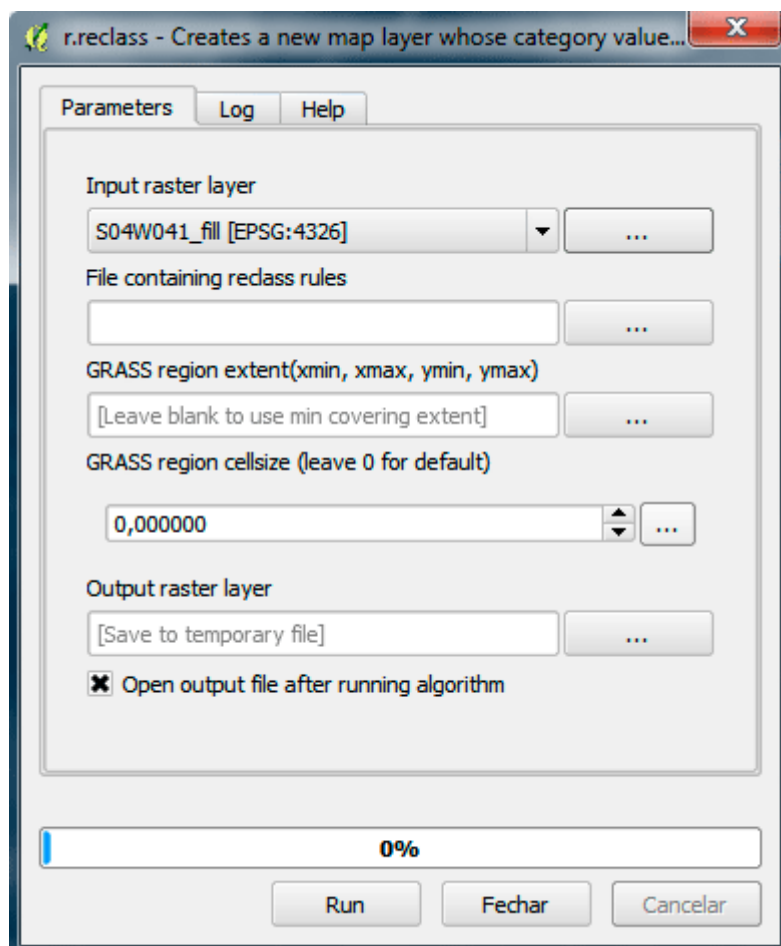 r.reclass - Creates a new map layer whose category value...
Parameters
Log
Help
Input raster layer
S04W041_fill [EPSG:4326]
...
File containing reclass rules
...
GRASS region extent(xmin, xmax, ymin, ymax)
[Leave blank to use min covering extent]
...
GRASS region cellsize (leave 0 for default)
0,000000
...
Output raster layer
[Save to temporary file]
...
Open output file after running algorithm
0%
Run
Fechar
Cancelar